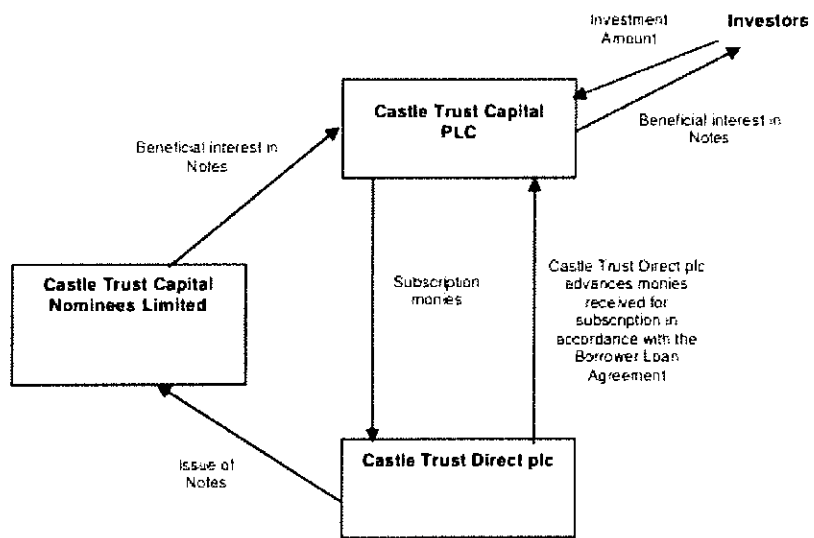 Investment
Amount
Investors
Castle Trust Capital
PLC
Beneficial interest in
Notes
Beneficial interest in
Notes
Castle Trust Capital
Nominees Limited
Subscription
monies
Castle Trust Direct plc
advances monies
received for
subscription in
accordance with the
Borrower Loan
Agreement
Issue of
Notes
Castle Trust Direct plc